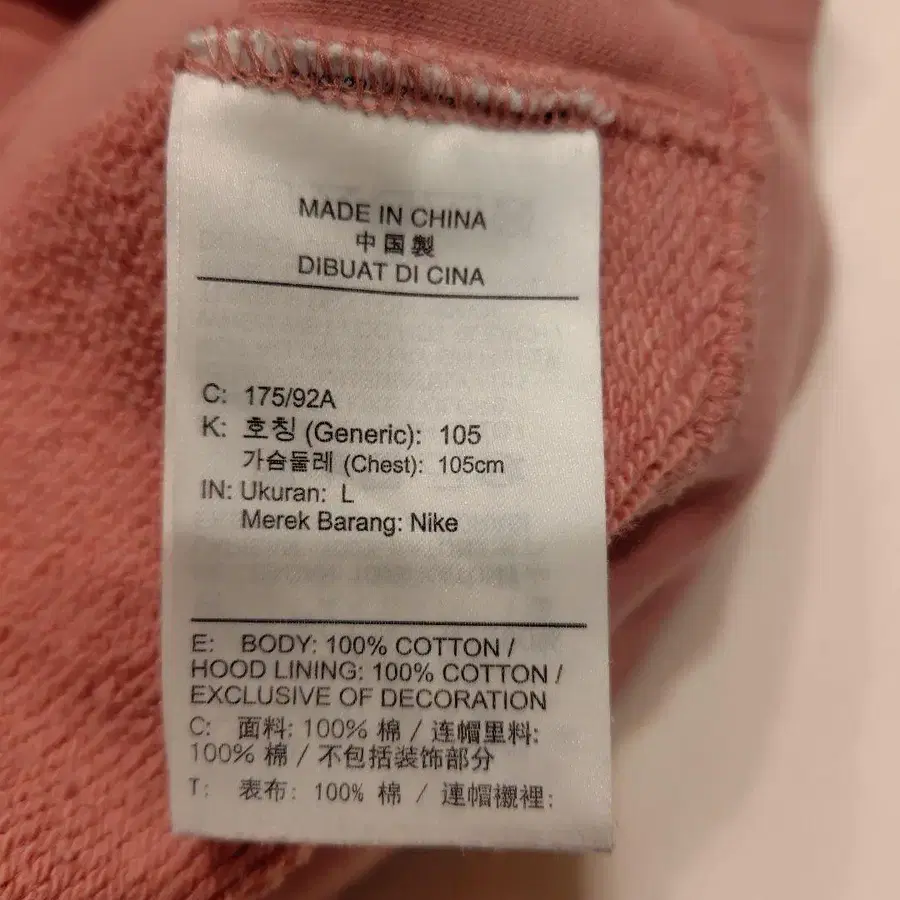 MADE IN CHINA
中国製
DIBUAT DI CINA
C: 175/92A
K: 호칭 (Generic): 105
가슴둘레 (Chest): 105cm
IN: Ukuran: L
Merek Barang: Nike
E: BODY: 100% COTTON /
HOOD LINING: 100% COTTON /
EXCLUSIVE OF DECORATION
C: 面料: 100% 棉 / 连帽里料:
100% 棉 / 不包括装饰部分
T: 表布: 100% 棉 / 連帽襯裡: